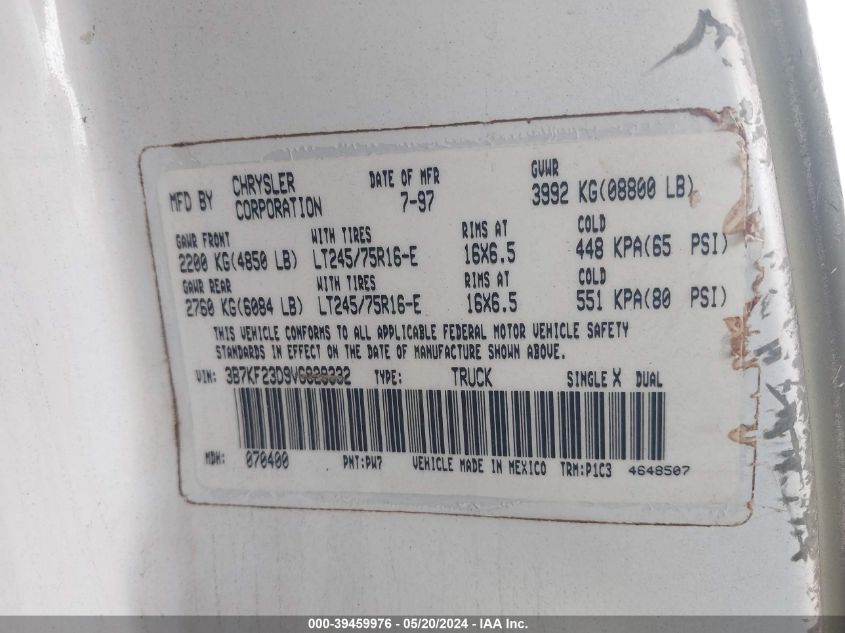 MFD BY CHRYSLER CORPORATION DATE OF MFR 7-97 GVWR 3992 KG(08800 LB)
GAWR FRONT WITH TIRES RIMS AT COLD
2200 KG(4850 LB) LT245/75R16-E 16X6.5 448 KPA(65 PSI)
GAWR REAR WITH TIRES RIMS AT COLD
2760 KG(6084 LB) LT245/75R16-E 16X6.5 551 KPA(80 PSI)
THIS VEHICLE CONFORMS TO ALL APPLICABLE FEDERAL MOTOR VEHICLE SAFETY
STANDARDS IN EFFECT ON THE DATE OF MANUFACTURE SHOWN ABOVE.
VIN: TYPE: TRUCK SINGLE X DUAL
MDH: 070400 PNT:PW7 VEHICLE MADE IN MEXICO TRM:P1C3 4648507
000-39459976 - 05/20/2024 - IAA Inc.